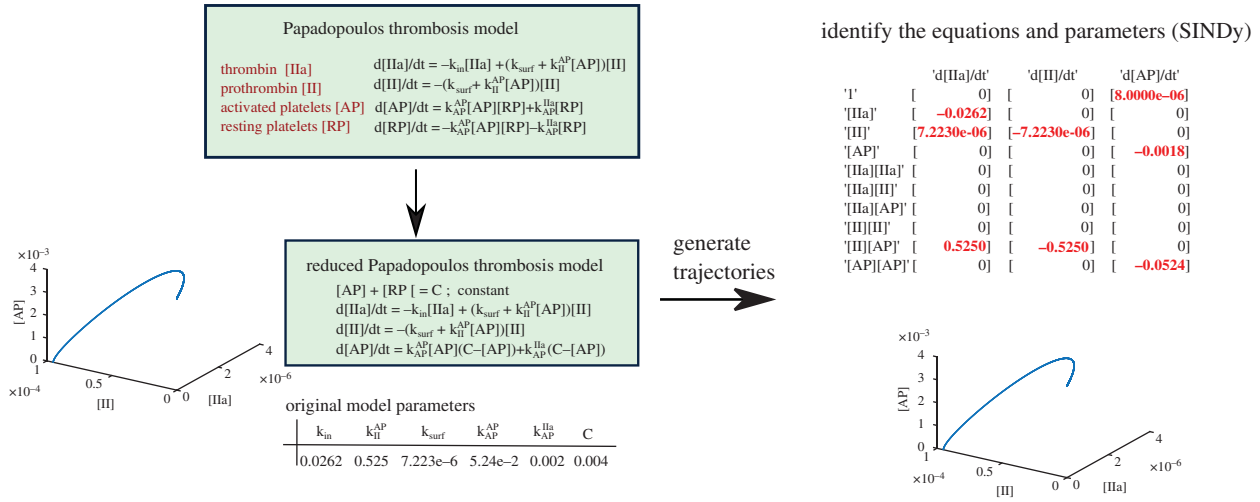 Papadopoulos thrombosis model
thrombin [IIa] d[IIa]/dt = –k_in[IIa] +(k_surf + k_II^AP[AP])[II]
prothrombin [II] d[II]/dt = –(k_surf+ k_II^AP[AP])[II]
activated platelets [AP] d[AP]/dt = k_AP^AP[AP][RP]+k_AP^IIa[RP]
resting platelets [RP] d[RP]/dt = –k_AP^AP[AP][RP]–k_AP^IIa[RP]
reduced Papadopoulos thrombosis model
[AP] + [RP [ = C ; constant
d[IIa]/dt = –k_in[IIa] + (k_surf + k_II^AP[AP])[II]
d[II]/dt = –(k_surf + k_II^AP[AP])[II]
d[AP]/dt = k_AP^AP[AP](C–[AP])+k_AP^IIa(C–[AP])
×10⁻³
4
3
2
1
0
[AP]
1
0.5
0
×10⁻⁴
[II]
0
2
4
×10⁻⁶
[IIa]
original model parameters
k_in k_II^AP k_surf k_AP^AP k_AP^IIa C
0.0262 0.525 7.223e–6 5.24e–2 0.002 0.004
generate
trajectories
identify the equations and parameters (SINDy)
'd[IIa]/dt' 'd[II]/dt' 'd[AP]/dt'
'1' [ 0] [ 0] [8.0000e–06]
'[IIa]' [ –0.0262] [ 0] [ 0]
'[II]' [7.2230e–06] [–7.2230e–06] [ 0]
'[AP]' [ 0] [ 0] [ –0.0018]
'[IIa][IIa]' [ 0] [ 0] [ 0]
'[IIa][II]' [ 0] [ 0] [ 0]
'[IIa][AP]' [ 0] [ 0] [ 0]
'[II][II]' [ 0] [ 0] [ 0]
'[II][AP]' [ 0.5250] [ –0.5250] [ 0]
'[AP][AP]' [ 0] [ 0] [ –0.0524]
×10⁻³
4
3
2
1
0
[AP]
1
0.5
0
×10⁻⁴
[II]
0
2
4
×10⁻⁶
[IIa]